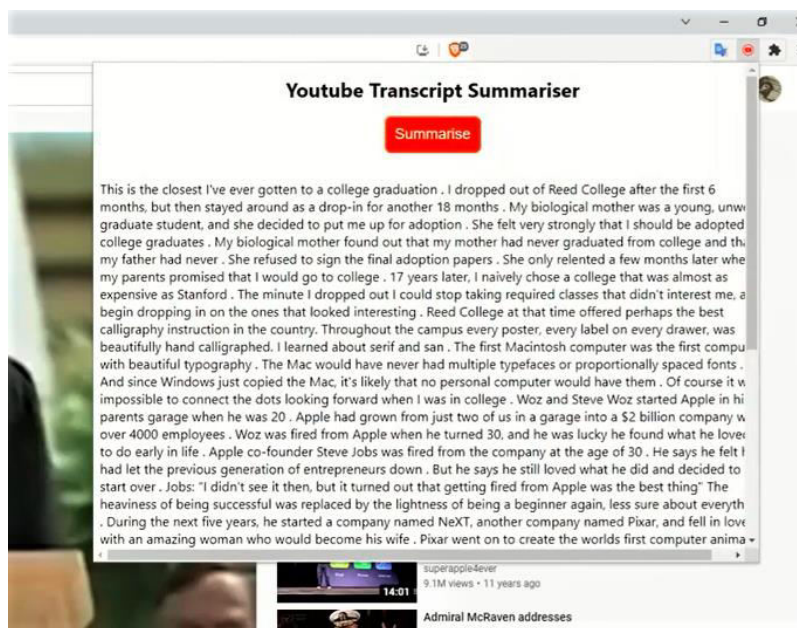 Youtube Transcript Summariser
Summarise
This is the closest I've ever gotten to a college graduation . I dropped out of Reed College after the first 6
months, but then stayed around as a drop-in for another 18 months . My biological mother was a young, unwe
graduate student, and she decided to put me up for adoption . She felt very strongly that I should be adopted
college graduates . My biological mother found out that my mother had never graduated from college and tha
my father had never . She refused to sign the final adoption papers . She only relented a few months later whe
my parents promised that I would go to college . 17 years later, I naively chose a college that was almost as
expensive as Stanford . The minute I dropped out I could stop taking required classes that didn't interest me, a
begin dropping in on the ones that looked interesting . Reed College at that time offered perhaps the best
calligraphy instruction in the country. Throughout the campus every poster, every label on every drawer, was
beautifully hand calligraphed. I learned about serif and san . The first Macintosh computer was the first compu
with beautiful typography . The Mac would have never had multiple typefaces or proportionally spaced fonts .
And since Windows just copied the Mac, it's likely that no personal computer would have them . Of course it w
impossible to connect the dots looking forward when I was in college . Woz and Steve Woz started Apple in hi
parents garage when he was 20 . Apple had grown from just two of us in a garage into a $2 billion company w
over 4000 employees . Woz was fired from Apple when he turned 30, and he was lucky he found what he love
to do early in life . Apple co-founder Steve Jobs was fired from the company at the age of 30 . He says he felt h
had let the previous generation of entrepreneurs down . But he says he still loved what he did and decided to
start over . Jobs: "I didn't see it then, but it turned out that getting fired from Apple was the best thing" The
heaviness of being successful was replaced by the lightness of being a beginner again, less sure about everyth
. During the next five years, he started a company named NeXT, another company named Pixar, and fell in love
with an amazing woman who would become his wife . Pixar went on to create the worlds first computer anima
superapple4ever
9.1M views • 11 years ago
14:01
Admiral McRaven addresses